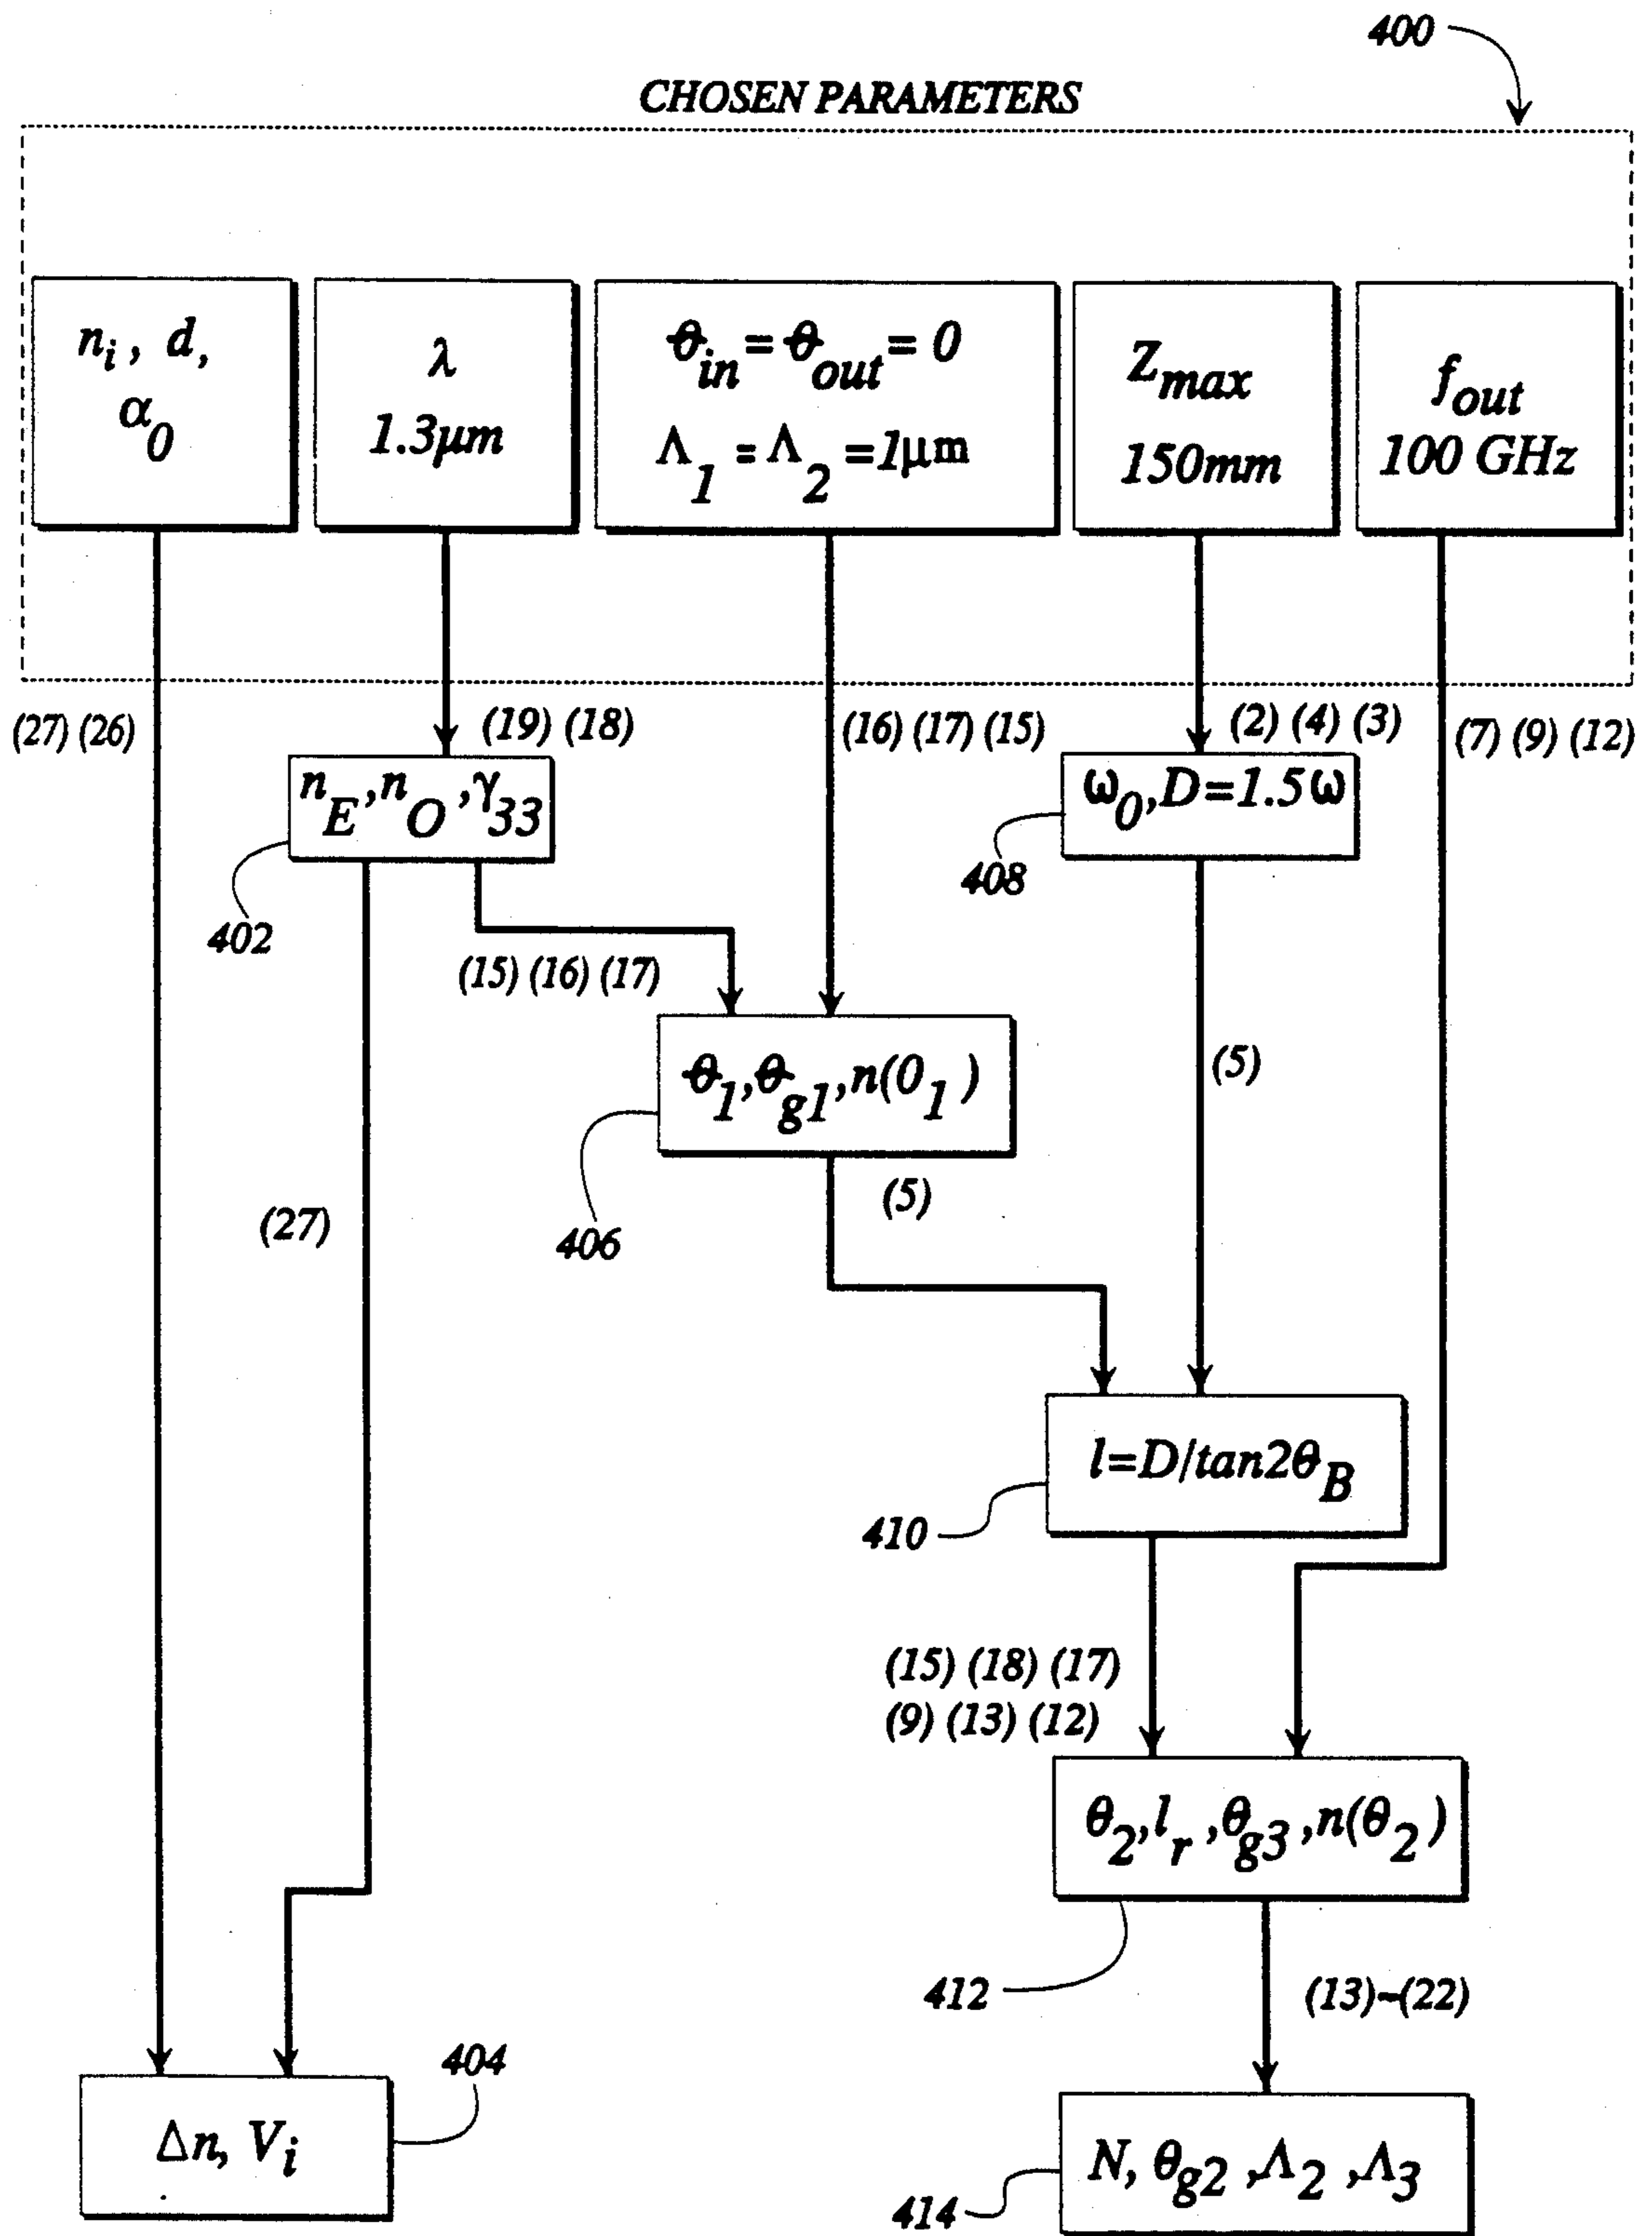 400
CHOSEN PARAMETERS
n_i, d,
α_0
λ
1.3μm
θ_in = θ_out = 0
Λ_1 = Λ_2 = 1μm
Z_max
150mm
f_out
100 GHz
(27) (26)
(19) (18)
(16) (17) (15)
(2) (4) (3)
(7) (9) (12)
n_E, n_O, γ_33
ω_0, D=1.5ω
402
408
(15) (16) (17)
θ_1, θ_g1, n(0_1)
(5)
406
(5)
(27)
l=D/tan2θ_B
410
(15) (18) (17)
(9) (13) (12)
θ_2, l_r, θ_g3, n(θ_2)
412
(13)-(22)
404
Δn, V_i
N, θ_g2, Λ_2, Λ_3
414